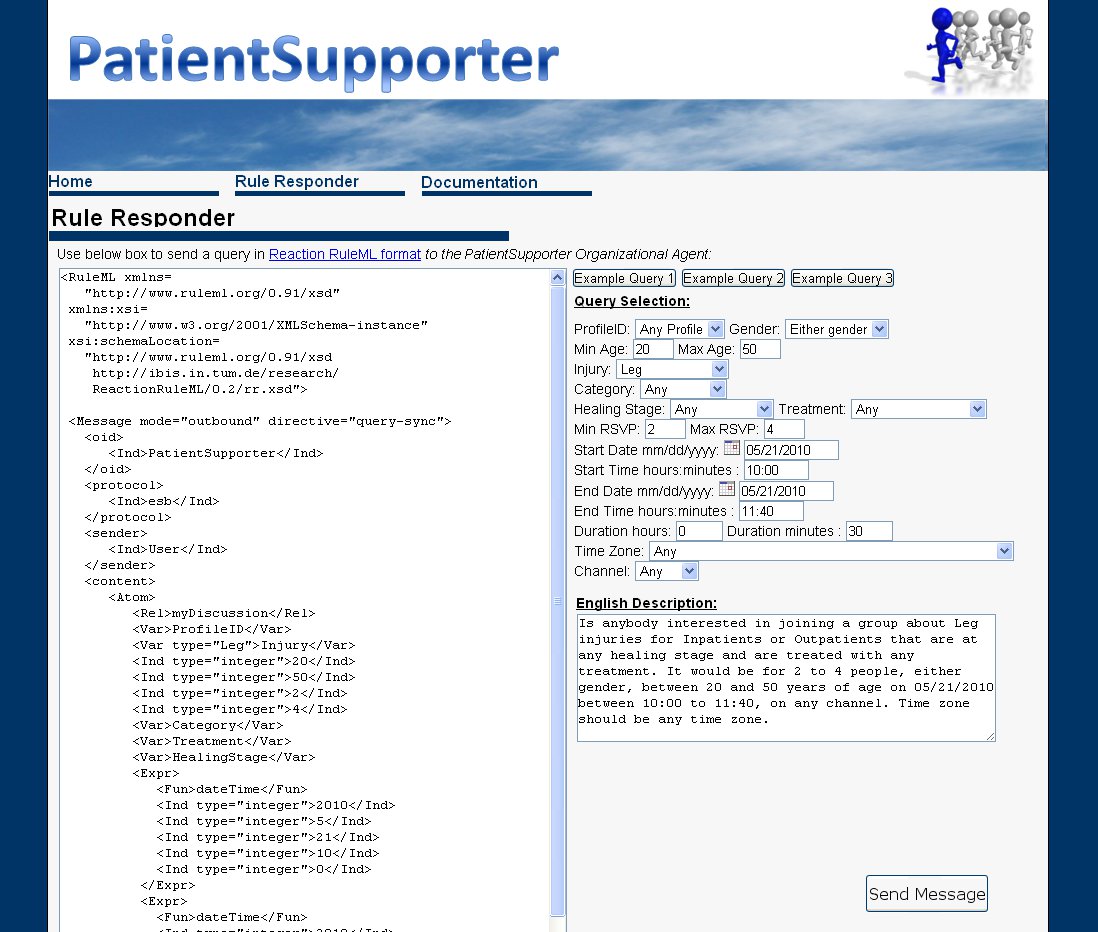 PatientSupporter
Home Rule Responder Documentation
Rule Responder
Use below box to send a query in Reaction RuleML format to the PatientSupporter Organizational Agent:
<RuleML xmlns=
"http://www.ruleml.org/0.91/xsd"
xmlns:xsi=
"http://www.w3.org/2001/XMLSchema-instance"
xsi:schemaLocation=
"http://www.ruleml.org/0.91/xsd
http://ibis.in.tum.de/research/
ReactionRuleML/0.2/rr.xsd">
<Message mode="outbound" directive="query-sync">
<oid>
<Ind>PatientSupporter</Ind>
</oid>
<protocol>
<Ind>esb</Ind>
</protocol>
<sender>
<Ind>User</Ind>
</sender>
<content>
<Atom>
<Rel>myDiscussion</Rel>
<Var>ProfileID</Var>
<Var type="Leg">Injury</Var>
<Ind type="integer">20</Ind>
<Ind type="integer">50</Ind>
<Ind type="integer">2</Ind>
<Ind type="integer">4</Ind>
<Var>Category</Var>
<Var>Treatment</Var>
<Var>HealingStage</Var>
<Expr>
<Fun>dateTime</Fun>
<Ind type="integer">2010</Ind>
<Ind type="integer">5</Ind>
<Ind type="integer">21</Ind>
<Ind type="integer">10</Ind>
<Ind type="integer">0</Ind>
</Expr>
<Expr>
<Fun>dateTime</Fun>
Example Query 1 Example Query 2 Example Query 3
Query Selection:
ProfileID: Any Profile Gender: Either gender
Min Age: 20 Max Age: 50
Injury: Leg
Category: Any
Healing Stage: Any Treatment: Any
Min RSVP: 2 Max RSVP: 4
Start Date mm/dd/yyyy: 05/21/2010
Start Time hours:minutes : 10:00
End Date mm/dd/yyyy: 05/21/2010
End Time hours:minutes : 11:40
Duration hours: 0 Duration minutes : 30
Time Zone: Any
Channel: Any
English Description:
Is anybody interested in joining a group about Leg
injuries for Inpatients or Outpatients that are at
any healing stage and are treated with any
treatment. It would be for 2 to 4 people, either
gender, between 20 and 50 years of age on 05/21/2010
between 10:00 to 11:40, on any channel. Time zone
should be any time zone.
Send Message